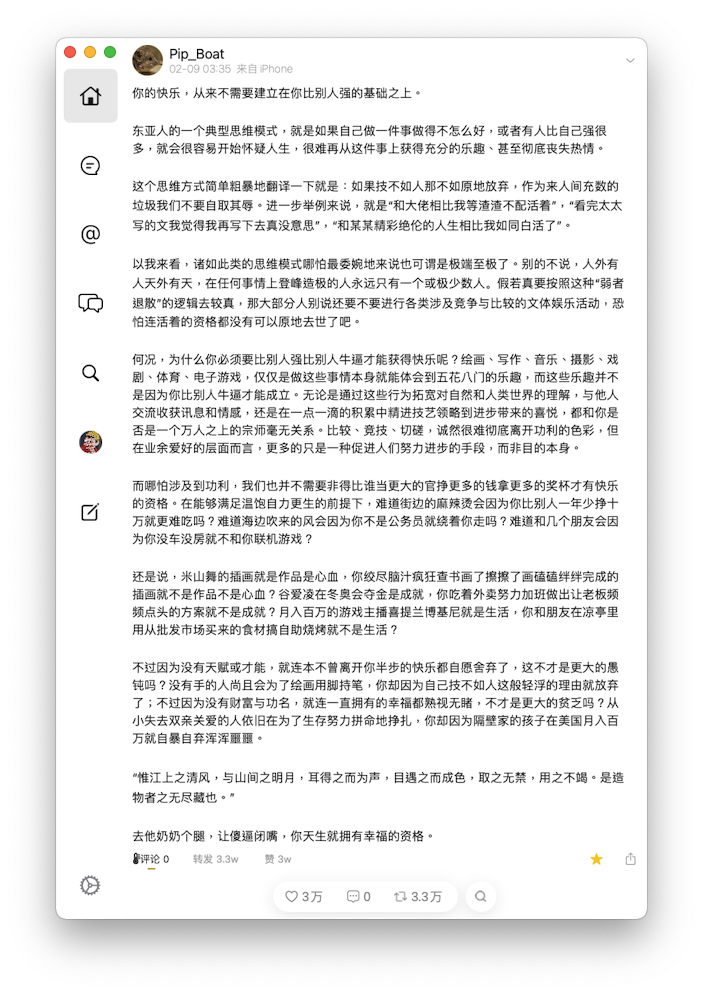 Pip_Boat
02-09 03:35 来自 iPhone
你的快乐，从来不需要建立在你比别人强的基础之上。
东亚人的一个典型思维模式，就是如果自己做一件事做得不怎么好，或者有人比自己强很
多，就会很容易开始怀疑人生，很难再从这件事上获得充分的乐趣、甚至彻底丧失热情。
这个思维方式简单粗暴地翻译一下就是：如果技不如人那不如原地放弃，作为来人间充数的
垃圾我们不要自取其辱。进一步举例来说，就是“和大佬相比我等渣渣不配活着”，“看完太太
写的文我觉得我再写下去真没意思”，“和某某精彩绝伦的人生相比我如同白活了”。
以我来看，诸如此类的思维模式哪怕最委婉地来说也可谓是极端至极了。别的不说，人外有
人天外有天，在任何事情上登峰造极的人永远只有一个或极少数人。假若真要按照这种“弱者
退散”的逻辑去较真，那大部分人别说还要不要进行各类涉及竞争与比较的文体娱乐活动，恐
怕连活着的资格都没有可以原地去世了吧。
何况，为什么你必须要比别人强比别人牛逼才能获得快乐呢？绘画、写作、音乐、摄影、戏
剧、体育、电子游戏，仅仅是做这些事情本身就能体会到五花八门的乐趣，而这些乐趣并不
是因为你比别人牛逼才能成立。无论是通过这些行为拓宽对自然和人类世界的理解，与他人
交流收获讯息和情感，还是在一点一滴的积累中精进技艺领略到进步带来的喜悦，都和你是
否是一个万人之上的宗师毫无关系。比较、竞技、切磋，诚然很难彻底离开功利的色彩，但
在业余爱好的层面而言，更多的只是一种促进人们努力进步的手段，而非目的本身。
而哪怕涉及到功利，我们也并不需要非得比谁当更大的官挣更多的钱拿更多的奖杯才有快乐
的资格。在能够满足温饱自力更生的前提下，难道街边的麻辣烫会因为你比别人一年少挣十
万就更难吃吗？难道海边吹来的风会因为你不是公务员就绕着你走吗？难道和几个朋友会因
为你没车没房就不和你联机游戏？
还是说，米山舞的插画就是作品是心血，你绞尽脑汁疯狂查书画了擦擦了画磕磕绊绊完成的
插画就不是作品不是心血？谷爱凌在冬奥会夺金是成就，你吃着外卖努力加班做出让老板频
频点头的方案就不是成就？月入百万的游戏主播喜提兰博基尼就是生活，你和朋友在凉亭里
用从批发市场买来的食材搞自助烧烤就不是生活？
不过因为没有天赋或才能，就连本不曾离开你半步的快乐都自愿舍弃了，这不才是更大的愚
钝吗？没有手的人尚且会为了绘画用脚持笔，你却因为自己技不如人这般轻浮的理由就放弃
了；不过因为没有财富与功名，就连一直拥有的幸福都熟视无睹，不才是更大的贫乏吗？从
小失去双亲关爱的人依旧在为了生存努力拼命地挣扎，你却因为隔壁家的孩子在美国月入百
万就自暴自弃浑浑噩噩。
“惟江上之清风，与山间之明月，耳得之而为声，目遇之而成色，取之无禁，用之不竭。是造
物者之无尽藏也。”
去他奶奶个腿，让傻逼闭嘴，你天生就拥有幸福的资格。
评论 0 转发 3.3w 赞 3w
3万 0 3.3万